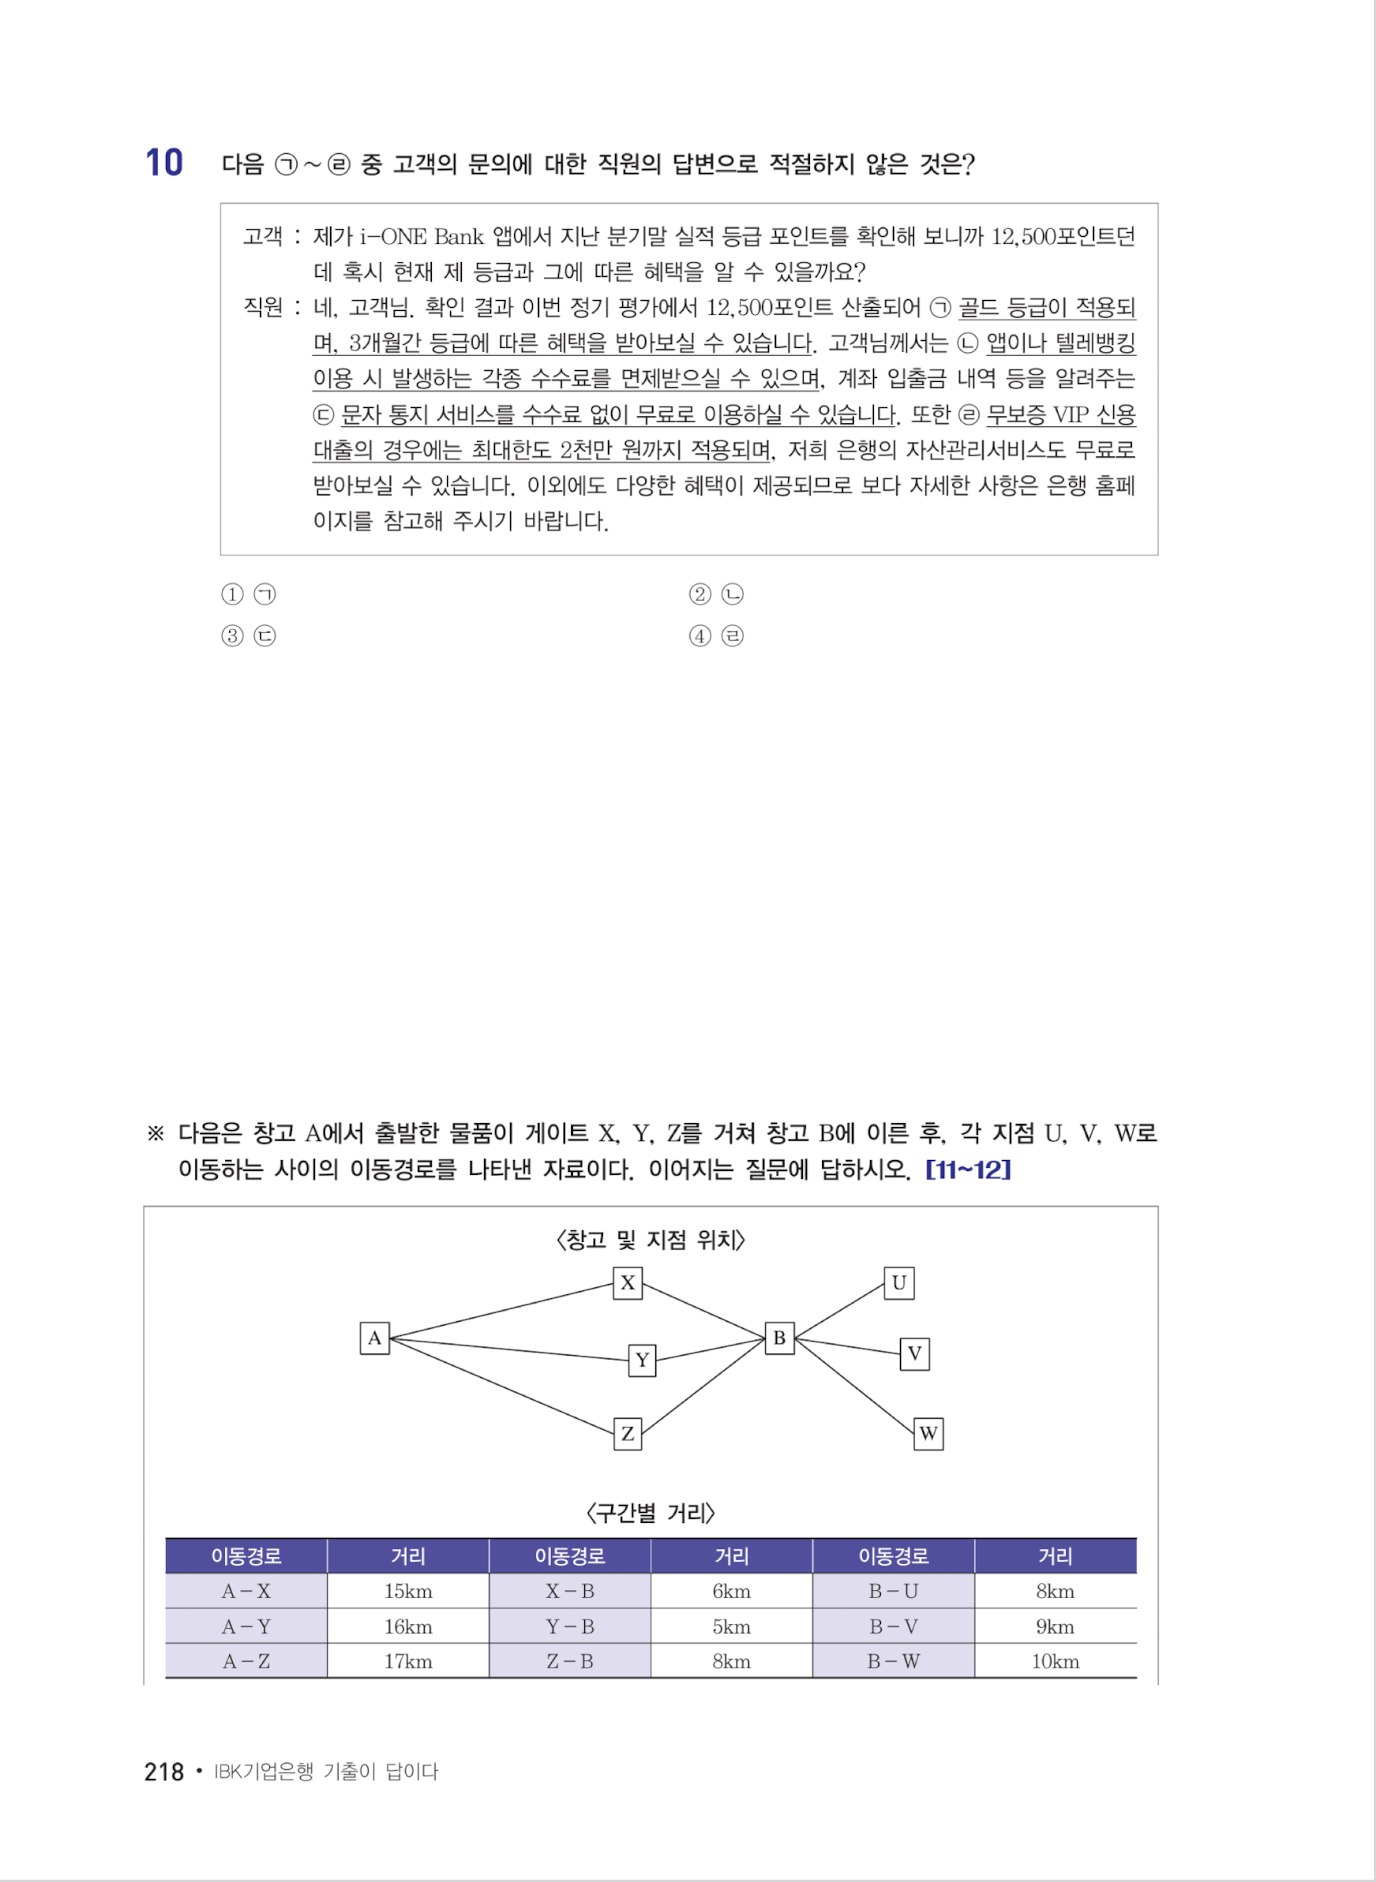 10 다음 ㉠~㉣ 중 고객의 문의에 대한 직원의 답변으로 적절하지 않은 것은?
고객 : 제가 i-ONE Bank 앱에서 지난 분기말 실적 등급 포인트를 확인해 보니까 12,500포인트던
데 혹시 현재 제 등급과 그에 따른 혜택을 알 수 있을까요?
직원 : 네, 고객님. 확인 결과 이번 정기 평가에서 12,500포인트 산출되어 ㉠ 골드 등급이 적용되
며, 3개월간 등급에 따른 혜택을 받아보실 수 있습니다. 고객님께서는 ㉡ 앱이나 텔레뱅킹
이용 시 발생하는 각종 수수료를 면제받으실 수 있으며, 계좌 입출금 내역 등을 알려주는
㉢ 문자 통지 서비스를 수수료 없이 무료로 이용하실 수 있습니다. 또한 ㉣ 무보증 VIP 신용
대출의 경우에는 최대한도 2천만 원까지 적용되며, 저희 은행의 자산관리서비스도 무료로
받아보실 수 있습니다. 이외에도 다양한 혜택이 제공되므로 보다 자세한 사항은 은행 홈페
이지를 참고해 주시기 바랍니다.
① ㉠ ② ㉡
③ ㉢ ④ ㉣
※ 다음은 창고 A에서 출발한 물품이 게이트 X, Y, Z를 거쳐 창고 B에 이른 후, 각 지점 U, V, W로
이동하는 사이의 이동경로를 나타낸 자료이다. 이어지는 질문에 답하시오. [11~12]
〈창고 및 지점 위치〉
X U
A B
Y V
Z W
〈구간별 거리〉
이동경로 거리 이동경로 거리 이동경로 거리
A-X 15km X-B 6km B-U 8km
A-Y 16km Y-B 5km B-V 9km
A-Z 17km Z-B 8km B-W 10km
218 • IBK기업은행 기출이 답이다